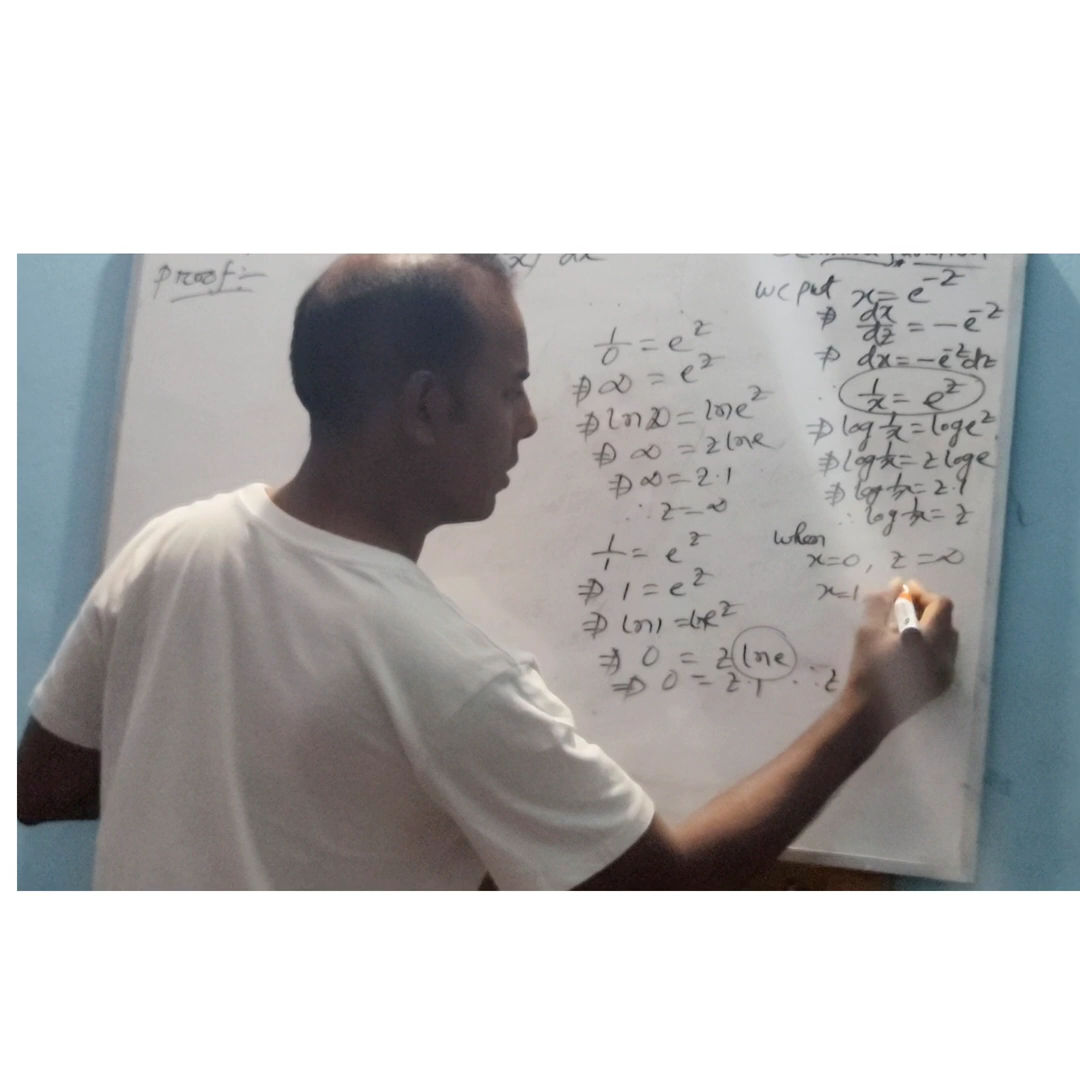 Proof:-
x) dx
1/0 = e^z
⇒ ∞ = e^z
⇒ ln ∞ = ln e^z
⇒ ∞ = z ln e
⇒ ∞ = z.1
∴ z = ∞
1/1 = e^z
⇒ 1 = e^z
⇒ ln 1 = ln e^z
⇒ 0 = z ln e
⇒ 0 = z.1 ∴ z
we put x = e^-z
⇒ dx/dz = -e^-z
⇒ dx = -e^-z dz
∴ 1/x = e^z
⇒ log 1/x = log e^z
⇒ log 1/x = z log e
⇒ log 1/x = z.1
∴ log 1/x = z
when
x=0, z=∞
x=1